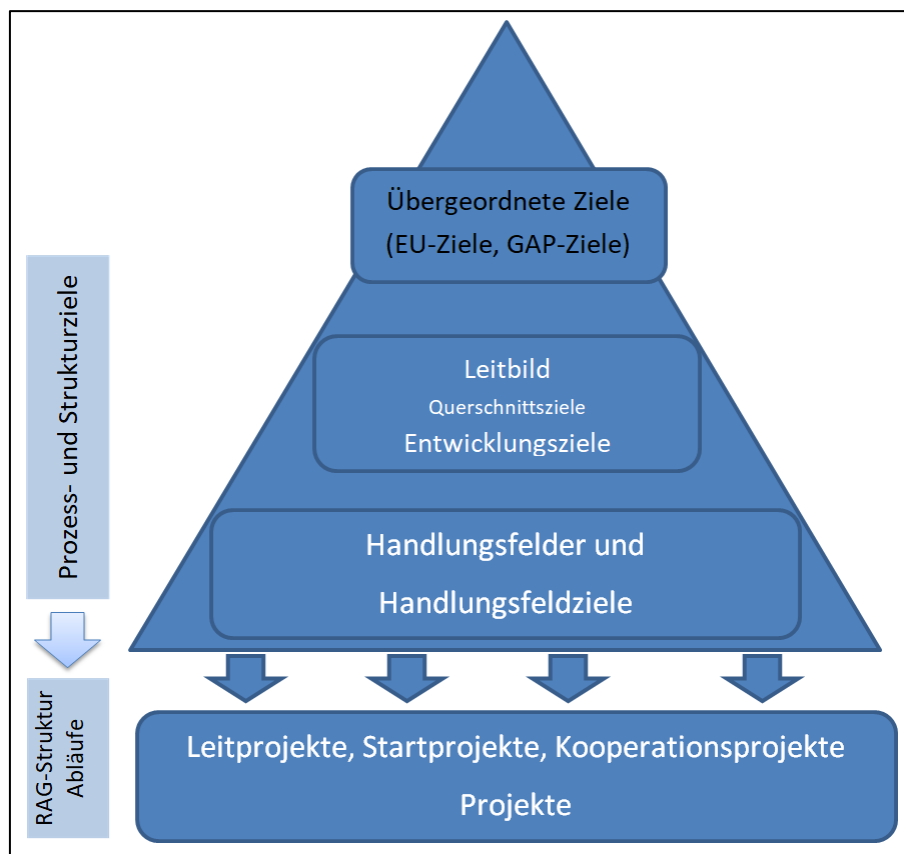 Übergeordnete Ziele
(EU-Ziele, GAP-Ziele)
Leitbild
Querschnittsziele
Entwicklungsziele
Handlungsfelder und
Handlungsfeldziele
Leitprojekte, Startprojekte, Kooperationsprojekte
Projekte
Prozess- und Strukturziele
RAG-Struktur
Abläufe